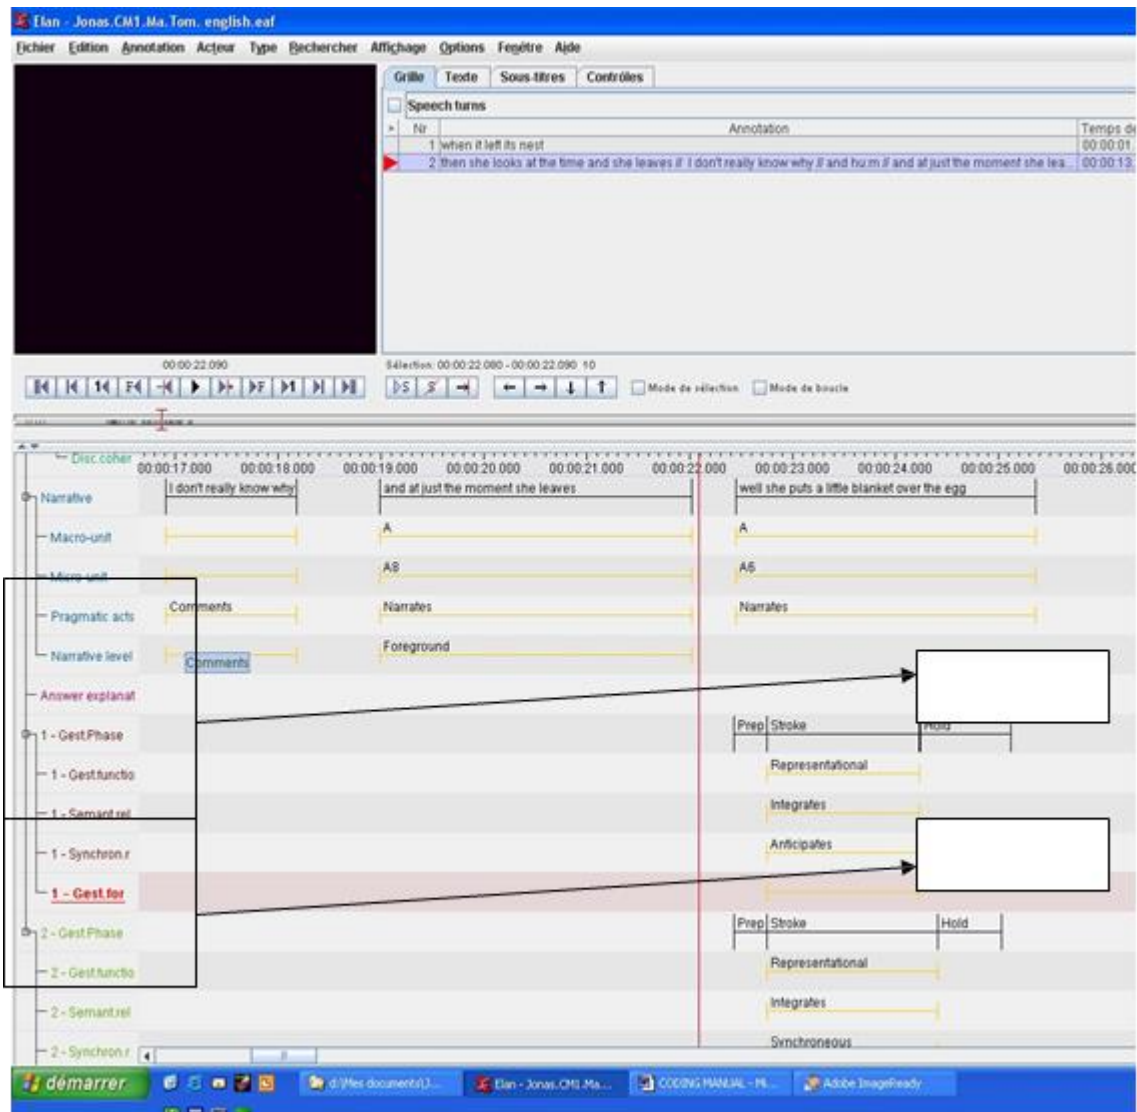 Elan - Jonas.CM1.Ma.Tom. english.eaf
Fichier Edition Annotation Acteur Type Rechercher Affichage Options Fenêtre Aide
Grille Texte Sous-titres Contrôles
Speech turns
> Nr Annotation Temps de
1 when it left its nest 00:00:01.
2 then she looks at the time and she leaves // I don't really know why // and hu:m // and at just the moment she lea... 00:00:13.
00:00:22.090
Sélection: 00:00:22.080 - 00:00:22.090 10
Mode de sélection Mode de boucle
Disc.coher 00:00:17.000 00:00:18.000 00:00:19.000 00:00:20.000 00:00:21.000 00:00:22.000 00:00:23.000 00:00:24.000 00:00:25.000 00:00:26.000
Narrative I don't really know why and at just the moment she leaves well she puts a little blanket over the egg
Macro-unit A A
Micro-unit A8 A6
Pragmatic acts Comments Narrates Narrates
Narrative level Comments Foreground
Answer explanat
1 - Gest.Phase Prep Stroke Hold
1 - Gest.functio Representational
1 - Semant.rel Integrates
1 - Synchron.r Anticipates
1 - Gest.for
2 - Gest.Phase Prep Stroke Hold
2 - Gest.functio Representational
2 - Semant.rel Integrates
2 - Synchron.r Synchroneous
démarrer d:\Mes documents\J... Elan - Jonas.CM1.Ma... CODING MANUAL - Mi... Adobe ImageReady